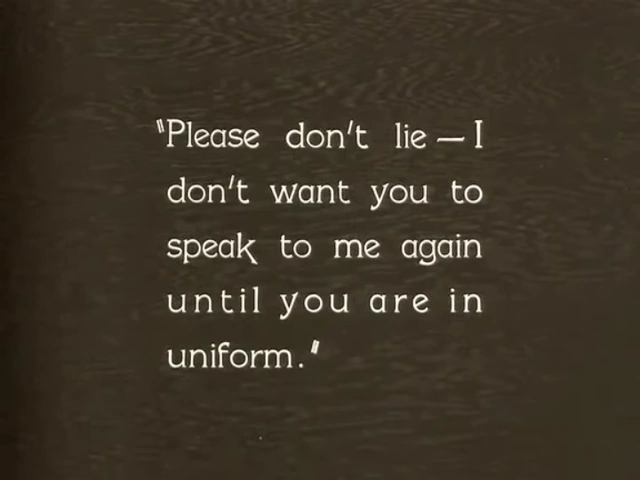 "Please don't lie — I
don't want you to
speak to me again
until you are in
uniform."